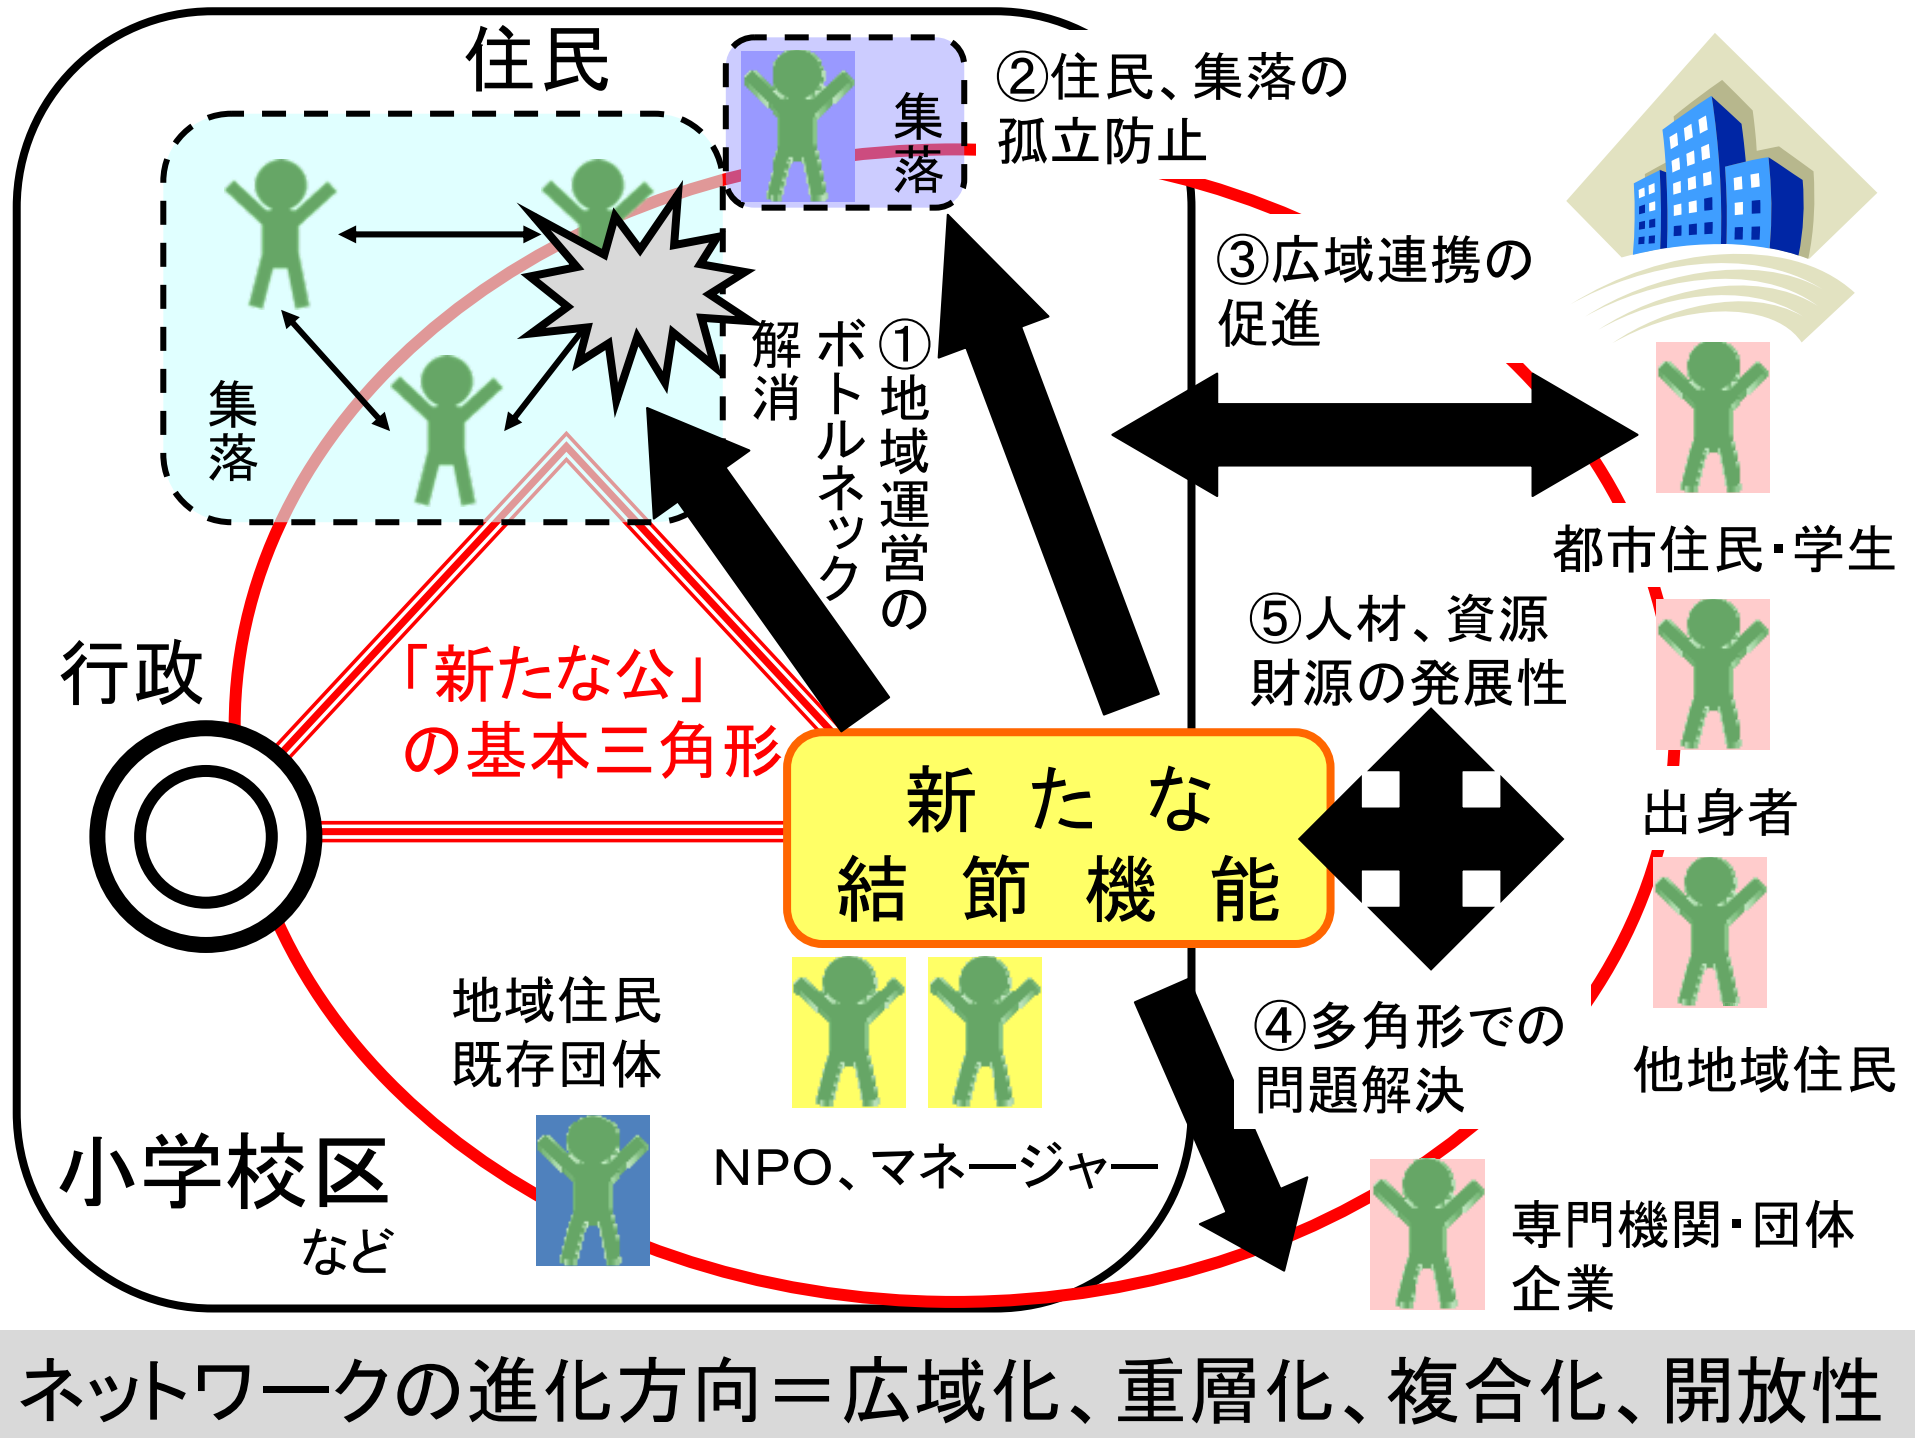 住民
集落
②住民、集落の
孤立防止
③広域連携の
促進
集落
①地域運営の
ボトルネック
解消
都市住民・学生
⑤人材、資源
財源の発展性
行政
「新たな公」
の基本三角形
新たな
結節機能
出身者
地域住民
既存団体
④多角形での
問題解決
他地域住民
NPO、マネージャー
小学校区
など
専門機関・団体
企業
ネットワークの進化方向＝広域化、重層化、複合化、開放性